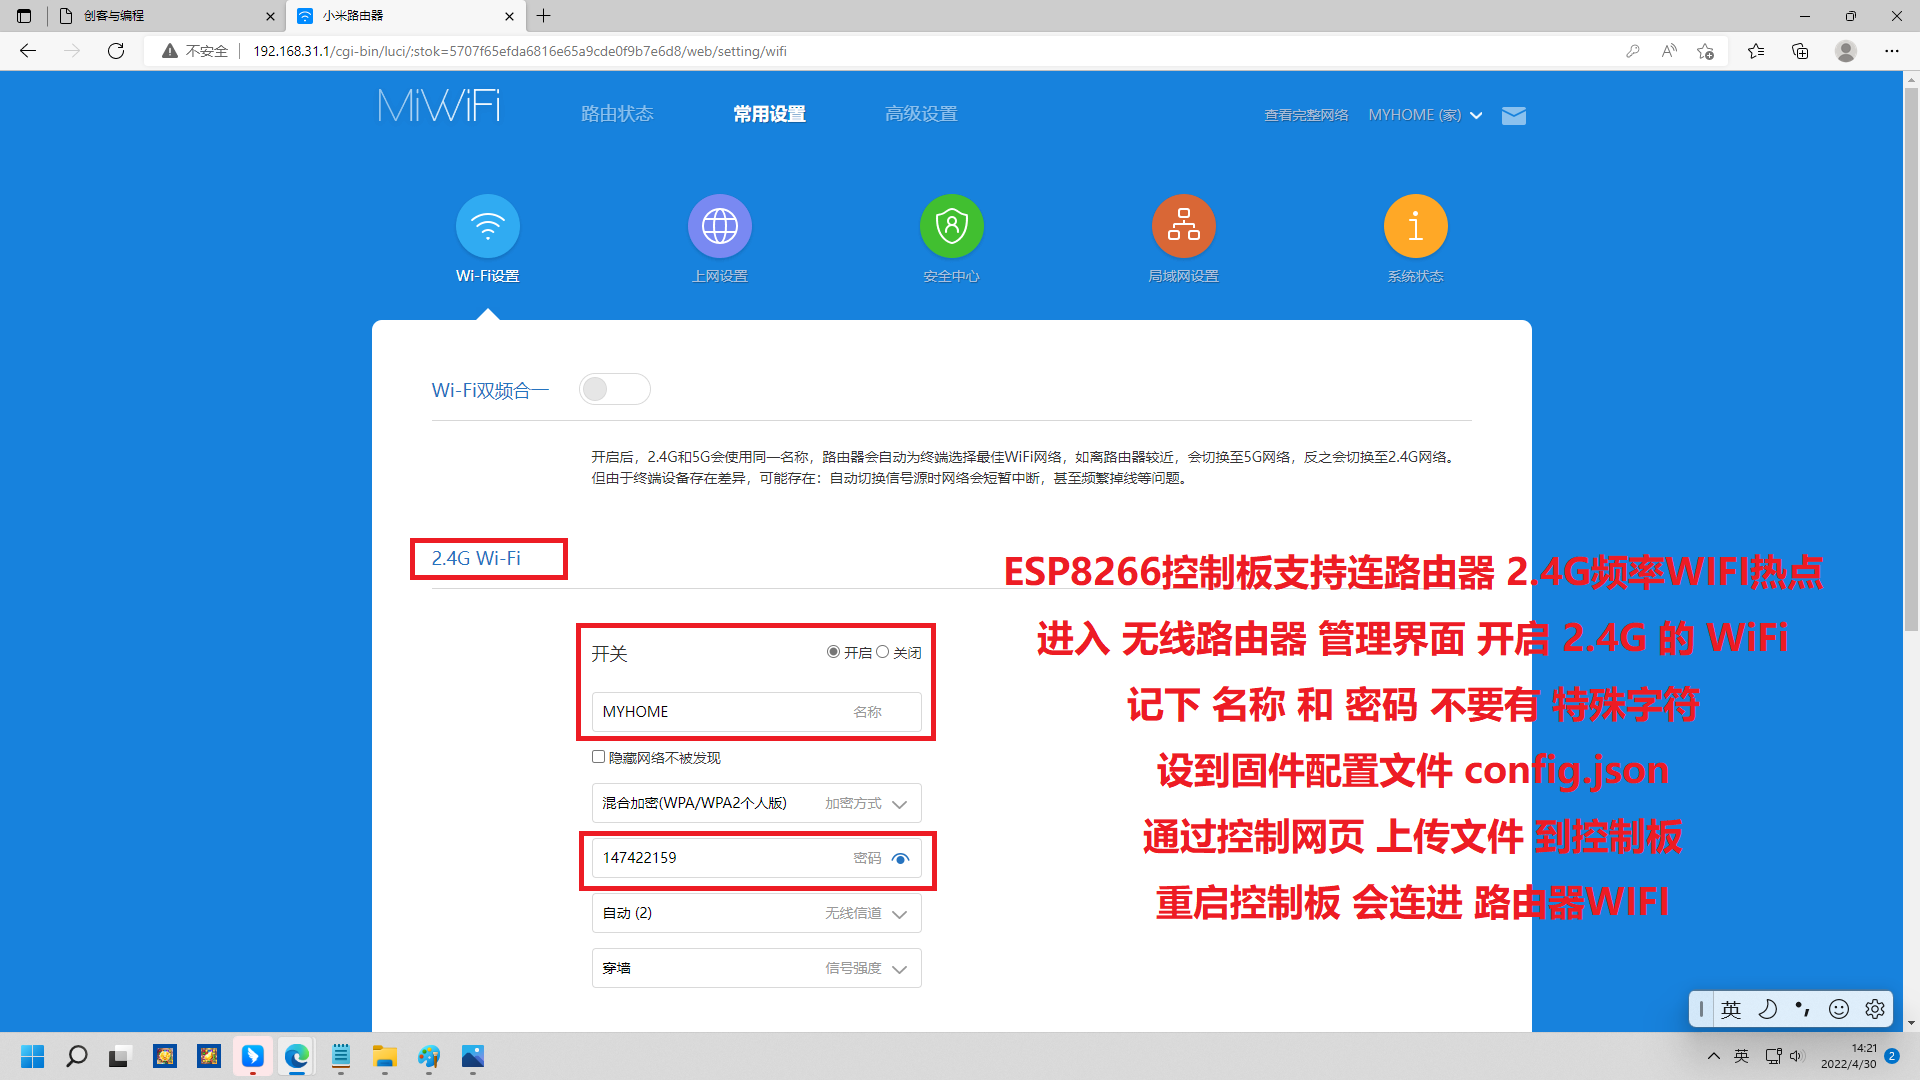 创客与编程
小米路由器
不安全 192.168.31.1/cgi-bin/luci/;stok=5707f65efda6816e65a9cde0f9b7e6d8/web/setting/wifi
MiWiFi 路由状态 常用设置 高级设置 查看完整网络 MYHOME (家)
Wi-Fi设置 上网设置 安全中心 局域网设置 系统状态
Wi-Fi双频合一
开启后，2.4G和5G会使用同一名称，路由器会自动为终端选择最佳WiFi网络，如离路由器较近，会切换至5G网络，反之会切换至2.4G网络。
但由于终端设备存在差异，可能存在：自动切换信号源时网络会短暂中断，甚至频繁掉线等问题。
2.4G Wi-Fi
ESP8266控制板支持连路由器 2.4G频率WIFI热点
进入 无线路由器 管理界面 开启 2.4G 的 WiFi
开关 开启 关闭
记下 名称 和 密码 不要有 特殊字符
MYHOME 名称
隐藏网络不被发现
设到固件配置文件 config.json
混合加密(WPA/WPA2个人版) 加密方式
通过控制网页 上传文件 到控制板
147422159 密码
重启控制板 会连进 路由器WIFI
自动 (2) 无线信道
穿墙 信号强度
英
英
14:21
2022/4/30
2